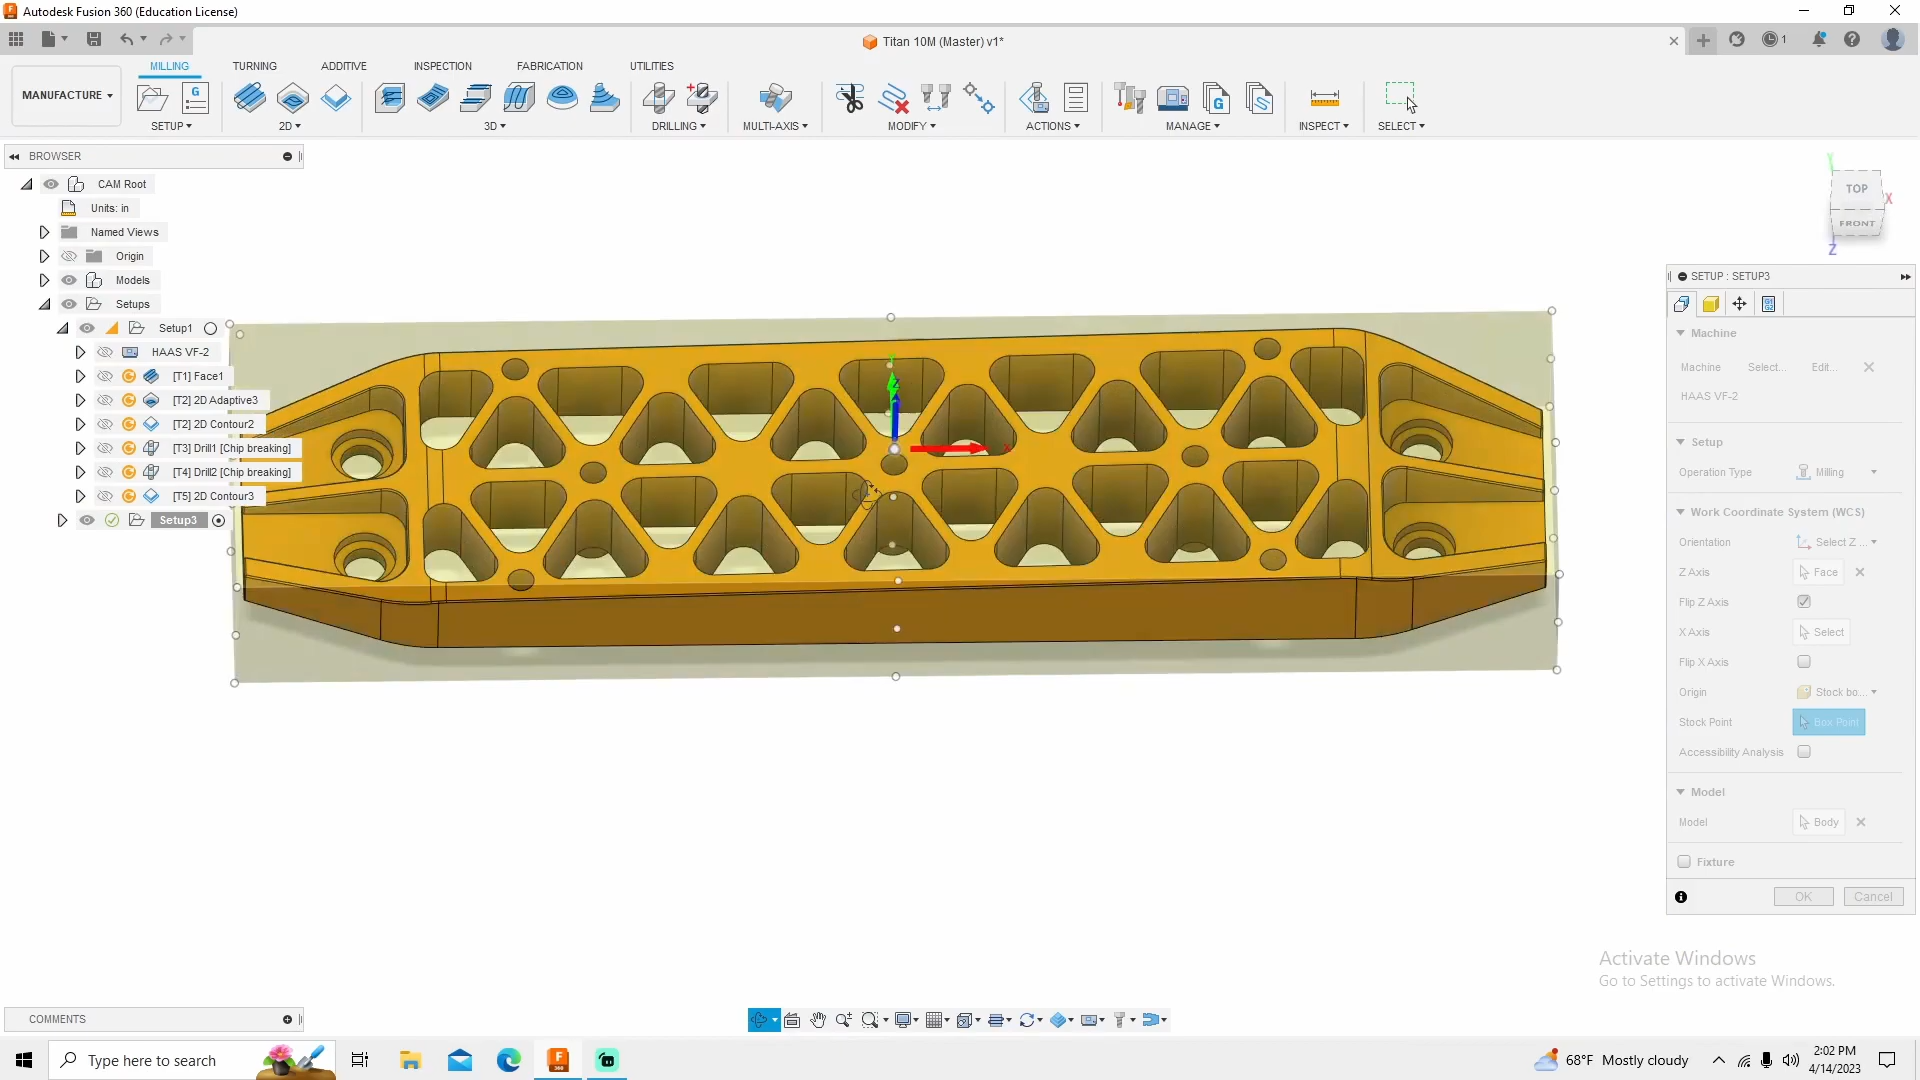 Autodesk Fusion 360 (Education License)
Titan 10M (Master) v1*
1
MANUFACTURE
MILLING TURNING ADDITIVE INSPECTION FABRICATION UTILITIES
G
SETUP 2D 3D DRILLING MULTI-AXIS MODIFY ACTIONS MANAGE INSPECT SELECT
BROWSER
CAM Root
Units: in
Named Views
Origin
Models
Setups
Setup1
HAAS VF-2
[T1] Face1
[T2] 2D Adaptive3
[T2] 2D Contour2
[T3] Drill1 [Chip breaking]
[T4] Drill2 [Chip breaking]
[T5] 2D Contour3
Setup3
Y
TOP
X
FRONT
Z
SETUP : SETUP3
Machine
Machine Select... Edit...
HAAS VF-2
Setup
Operation Type Milling
Work Coordinate System (WCS)
Orientation Select Z ...
Z Axis Face
Flip Z Axis
X Axis Select
Flip X Axis
Origin Stock bo...
Stock Point Box Point
Accessibility Analysis
Model
Model Body
Fixture
OK Cancel
Activate Windows
Go to Settings to activate Windows.
COMMENTS
Type here to search
68°F Mostly cloudy
2:02 PM
4/14/2023